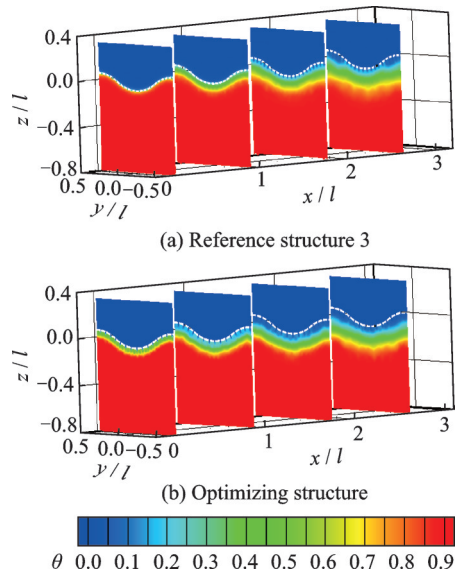 0.4
0.0
−0.4
−0.8
z/l
0.5 0.0 −0.5 0
y/l
1
2
3
x/l
(a) Reference structure 3
0.4
0.0
−0.4
−0.8
z/l
0.5 0.0 −0.5 0
y/l
1
2
3
x/l
(b) Optimizing structure
θ 0.0 0.1 0.2 0.3 0.4 0.5 0.6 0.7 0.8 0.9